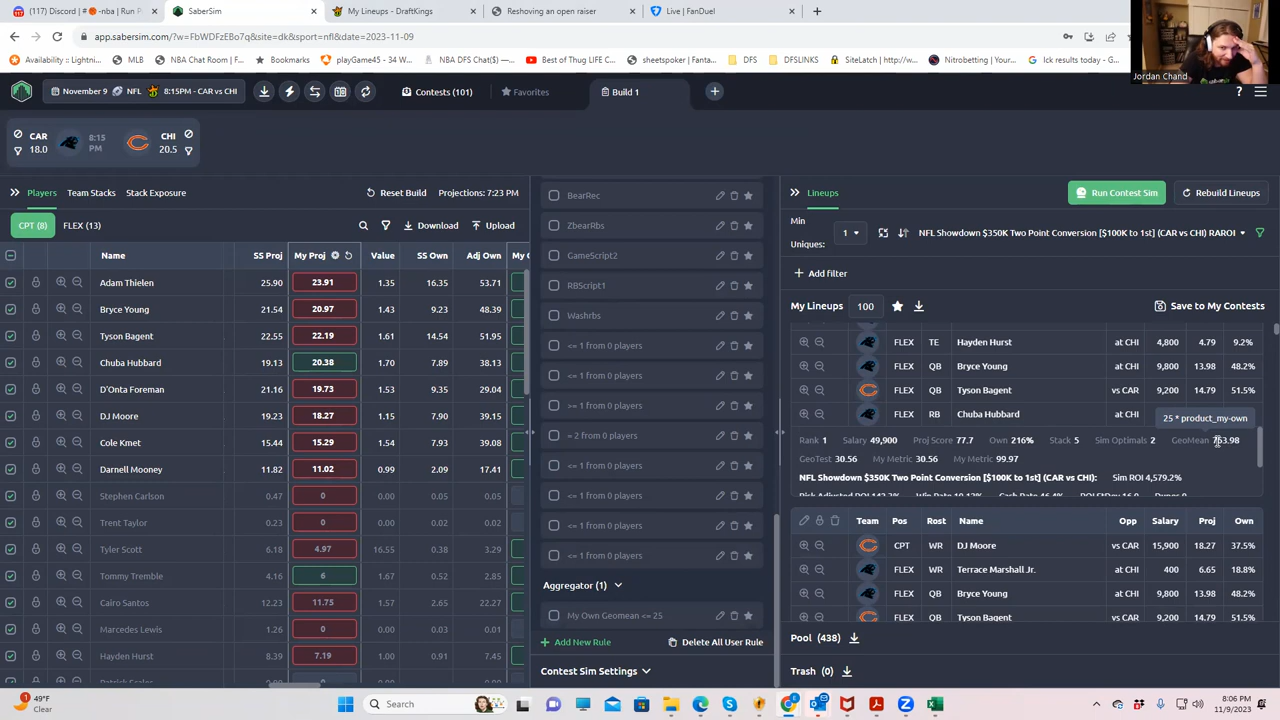 (117) Discord | # -nba | Run P
SaberSim
My Lineups - DraftKings
Reshoving an open raiser
Live | FanDuel
app.sabersim.com/?w=FbWDFzEBo7q&site=dk&sport=nfl&date=2023-11-09
Availability :: Lightnin...
MLB
NBA Chat Room | F...
Bookmarks
playGame45 - 34 W...
NBA DFS Chat($) —...
Best of Thug LIFE C...
sheetspoker | Fanta...
DFS
DFSLINKS
SiteLatch | http://w...
Nitrobetting | Your...
Ick results today - G...
Jordan Chand
November 9
NFL
8:15PM - CAR vs CHI
Contests (101)
Favorites
Build 1
CAR
18.0
8:15
PM
CHI
20.5
Players
Team Stacks
Stack Exposure
Reset Build
Projections: 7:23 PM
CPT (8)
FLEX (13)
Download
Upload
Name SS Proj My Proj Value SS Own Adj Own My C
Adam Thielen 25.90 23.91 1.35 16.35 53.71
Bryce Young 21.54 20.97 1.43 9.23 48.39
Tyson Bagent 22.55 22.19 1.61 14.54 51.95
Chuba Hubbard 19.13 20.38 1.70 7.89 38.13
D'Onta Foreman 21.16 19.73 1.53 9.35 29.04
DJ Moore 19.23 18.27 1.15 7.90 39.15
Cole Kmet 15.44 15.29 1.54 7.93 39.08
Darnell Mooney 11.82 11.02 0.99 2.09 17.41
Stephen Carlson 0.47 0 0.00 0.05 0.05
Trent Taylor 0.23 0 0.00 0.02 0.02
Tyler Scott 6.18 4.97 16.55 0.38 3.29
Tommy Tremble 4.16 6 1.67 0.52 2.85
Cairo Santos 12.23 11.75 1.57 2.65 22.27
Marcedes Lewis 1.26 0 0.00 0.03 0.01
Hayden Hurst 8.39 7.19 1.00 0.91 7.45
BearRec
ZbearRbs
GameScript2
RBScript1
Washrbs
<= 1 from 0 players
<= 1 from 0 players
>= 1 from 0 players
= 2 from 0 players
<= 1 from 0 players
<= 1 from 0 players
<= 1 from 0 players
Aggregator (1)
My Own Geomean <= 25
Add New Rule
Delete All User Rule
Contest Sim Settings
Lineups
Run Contest Sim
Rebuild Lineups
Min
Uniques:
1
NFL Showdown $350K Two Point Conversion [$100K to 1st] (CAR vs CHI) RAROI
Add filter
My Lineups 100
Save to My Contests
FLEX TE Hayden Hurst at CHI 4,800 4.79 9.2%
FLEX QB Bryce Young at CHI 9,800 13.98 48.2%
FLEX QB Tyson Bagent vs CAR 9,200 14.79 51.5%
FLEX RB Chuba Hubbard at CHI
25 * product_my-own
Rank 1 Salary 49,900 Proj Score 77.7 Own 216% Stack 5 Sim Optimals 2 GeoMean
GeoTest 30.56 My Metric 30.56 My Metric 99.97
NFL Showdown $350K Two Point Conversion [$100K to 1st] (CAR vs CHI): Sim ROI 4,579.2%
Team Pos Rost Name Opp Salary Proj Own
CPT WR DJ Moore vs CAR 15,900 18.27 37.5%
FLEX WR Terrace Marshall Jr. at CHI 400 6.65 18.8%
FLEX QB Bryce Young at CHI 9,800 13.98 48.2%
FLEX QB Tyson Bagent vs CAR 9,200 14.79 51.5%
Pool (438)
Trash (0)
49°F
Clear
Search
8:06 PM
11/9/2023